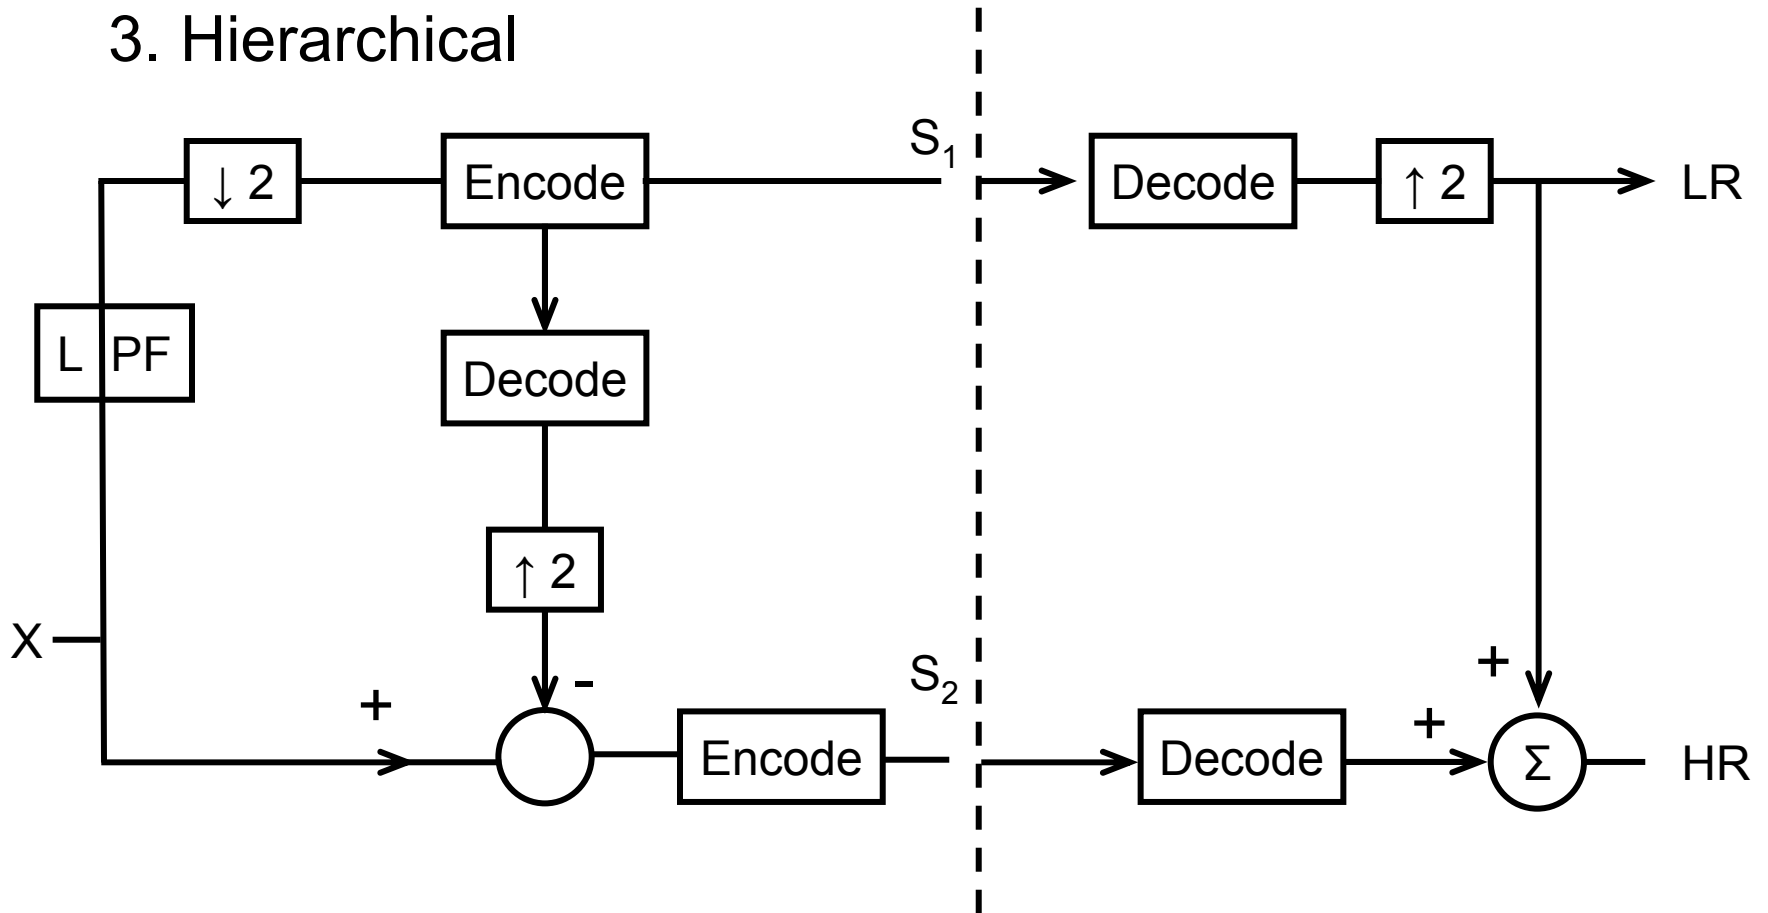 3. Hierarchical
↓ 2
Encode
S1
Decode
↑ 2
LR
L PF
Decode
↑ 2
X
+
-
S2
Encode
Decode
+
+
Σ
HR